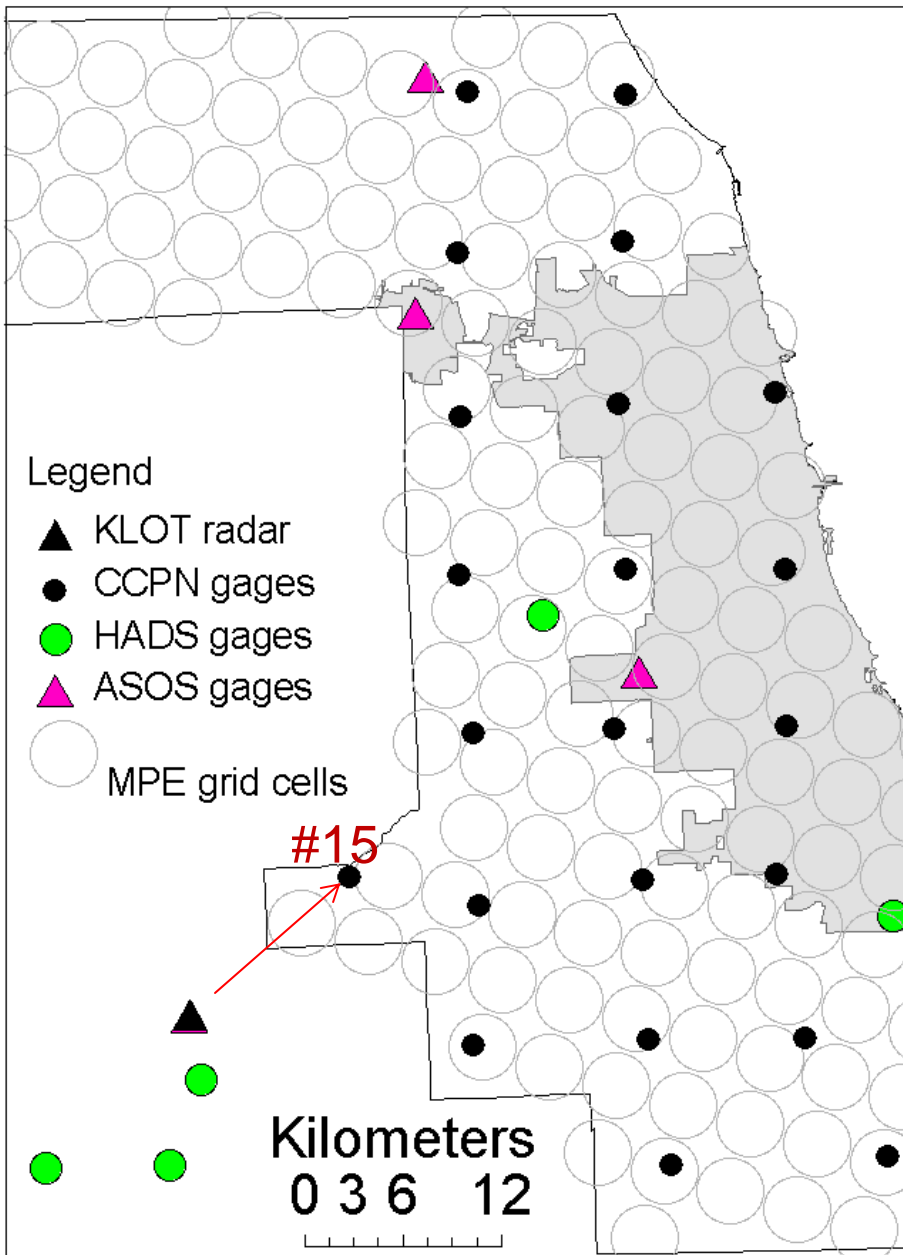 Legend
KLOT radar
CCPN gages
HADS gages
ASOS gages
MPE grid cells
#15
Kilometers
0 3 6 12